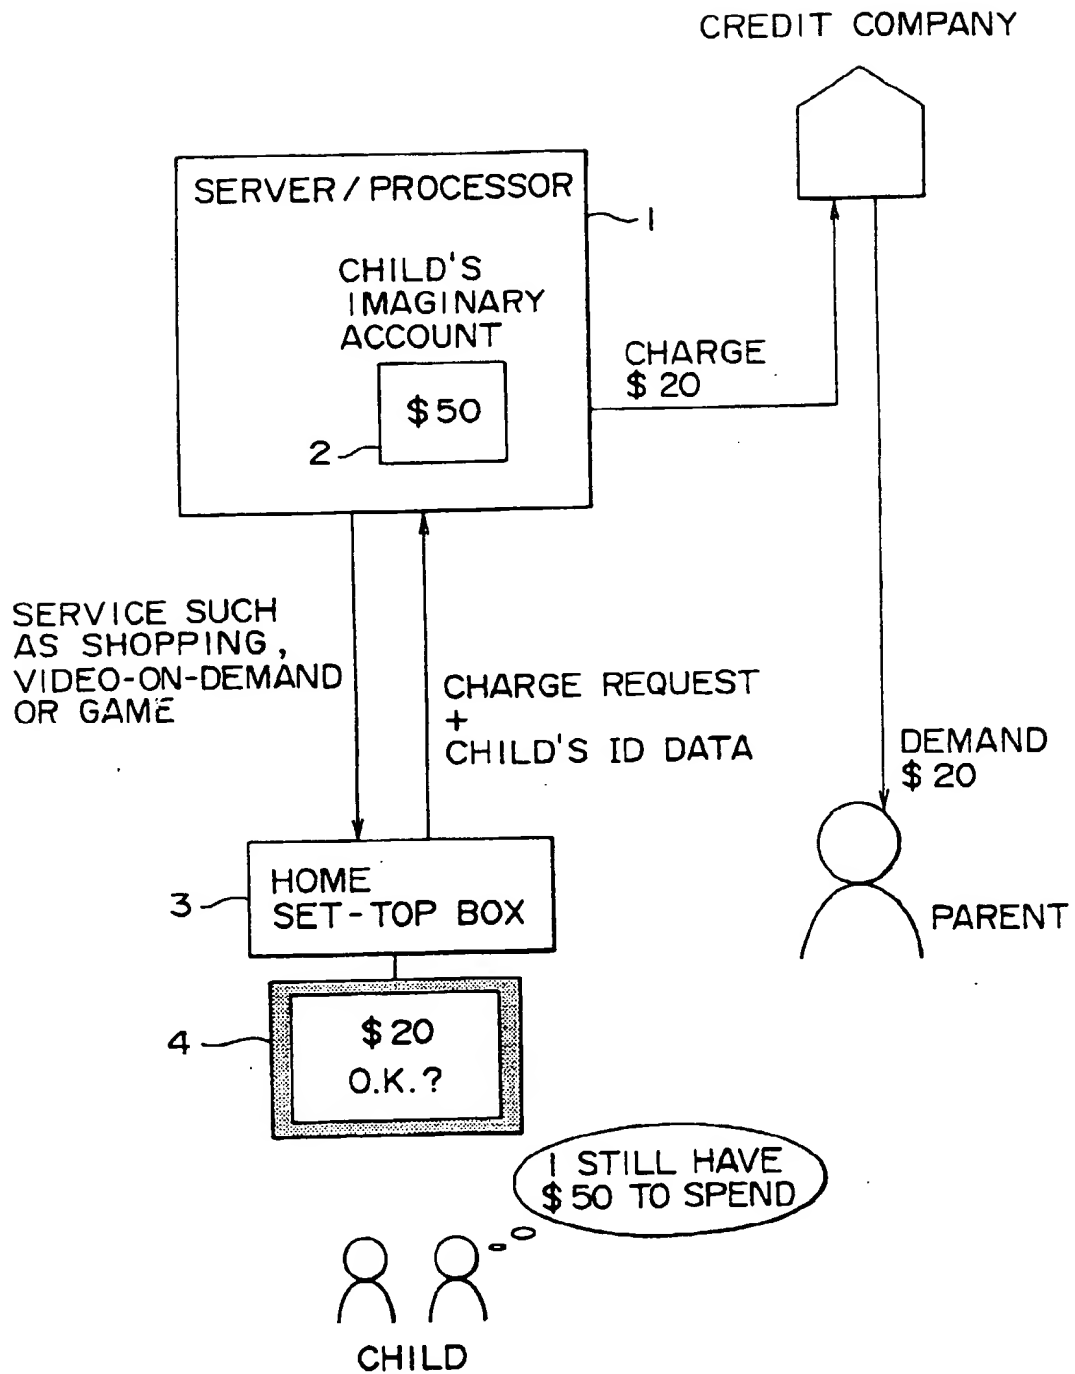 CREDIT COMPANY
SERVER/PROCESSOR
1
CHILD'S
IMAGINARY
ACCOUNT
$50
2
CHARGE
$20
SERVICE SUCH
AS SHOPPING,
VIDEO-ON-DEMAND
OR GAME
CHARGE REQUEST
+
CHILD'S ID DATA
DEMAND
$20
PARENT
HOME
SET-TOP BOX
3
$20
O.K.?
4
I STILL HAVE
$50 TO SPEND
CHILD